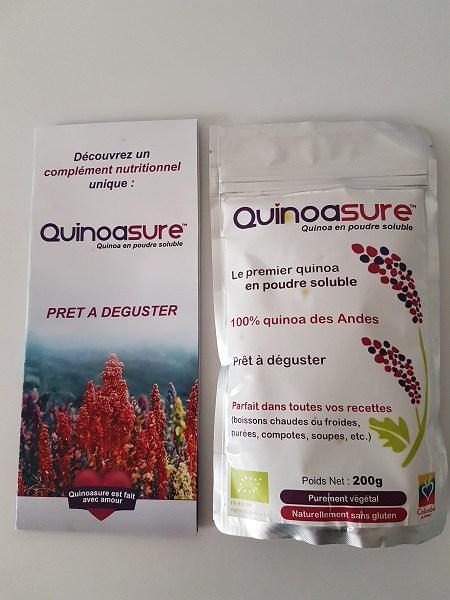 Découvrez un
complément nutritionnel
unique :
Quinoasure™
Quinoa en poudre soluble
PRET A DEGUSTER
Quinoasure est fait
avec amour
Quinoasure™
Quinoa en poudre soluble
Le premier quinoa
en poudre soluble
100% quinoa des Andes
Prêt à déguster
Parfait dans toutes vos recettes
(boissons chaudes ou froides,
purées, compotes, soupes, etc.)
Poids Net : 200g
Purement végétal
Naturellement sans gluten